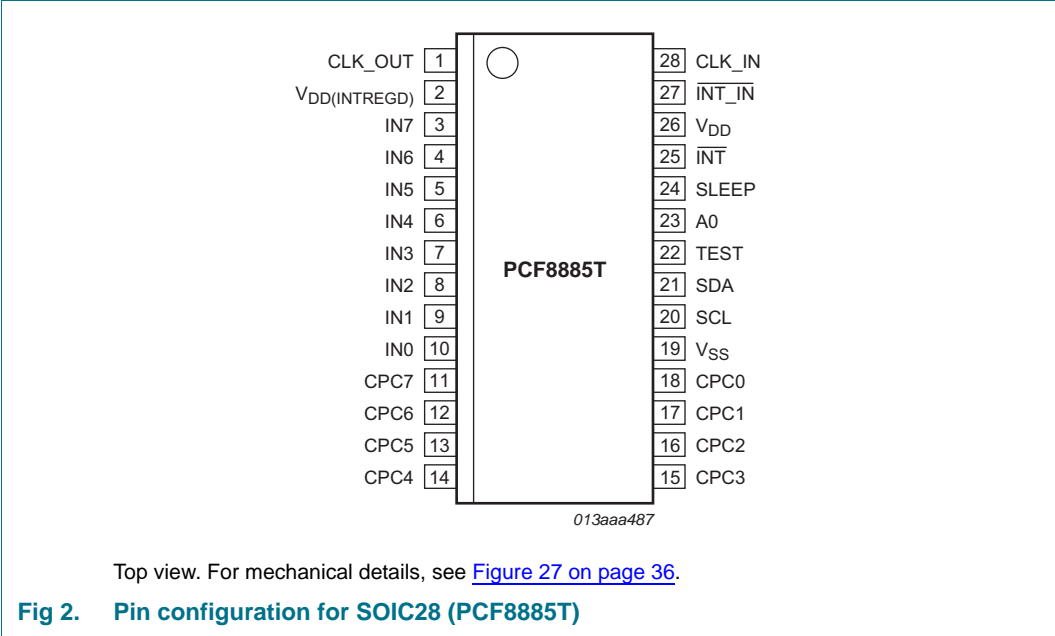 CLK_OUT 1 28 CLK_IN
VDD(INTREGD) 2 27 INT_IN
IN7 3 26 VDD
IN6 4 25 INT
IN5 5 24 SLEEP
IN4 6 23 A0
IN3 7 22 TEST
PCF8885T
IN2 8 21 SDA
IN1 9 20 SCL
IN0 10 19 VSS
CPC7 11 18 CPC0
CPC6 12 17 CPC1
CPC5 13 16 CPC2
CPC4 14 15 CPC3
013aaa487
Top view. For mechanical details, see Figure 27 on page 36.
Fig 2. Pin configuration for SOIC28 (PCF8885T)